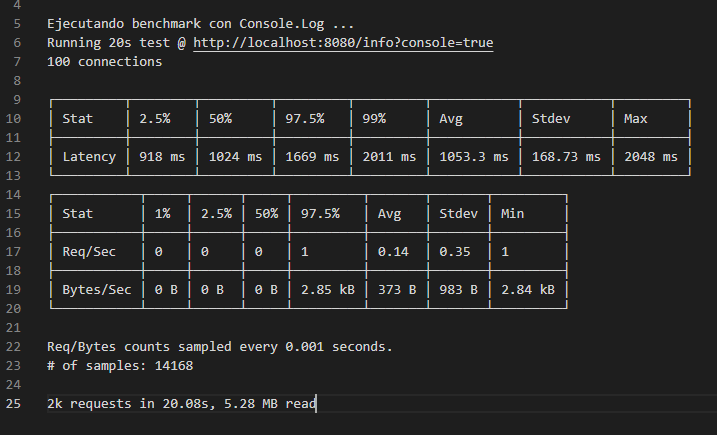 4
5 Ejecutando benchmark con Console.Log ...
6 Running 20s test @ http://localhost:8080/info?console=true
7 100 connections
8
9
10 Stat 2.5% 50% 97.5% 99% Avg Stdev Max
11
12 Latency 918 ms 1024 ms 1669 ms 2011 ms 1053.3 ms 168.73 ms 2048 ms
13
14
15 Stat 1% 2.5% 50% 97.5% Avg Stdev Min
16
17 Req/Sec 0 0 0 1 0.14 0.35 1
18
19 Bytes/Sec 0 B 0 B 0 B 2.85 kB 373 B 983 B 2.84 kB
20
21
22 Req/Bytes counts sampled every 0.001 seconds.
23 # of samples: 14168
24
25 2k requests in 20.08s, 5.28 MB read